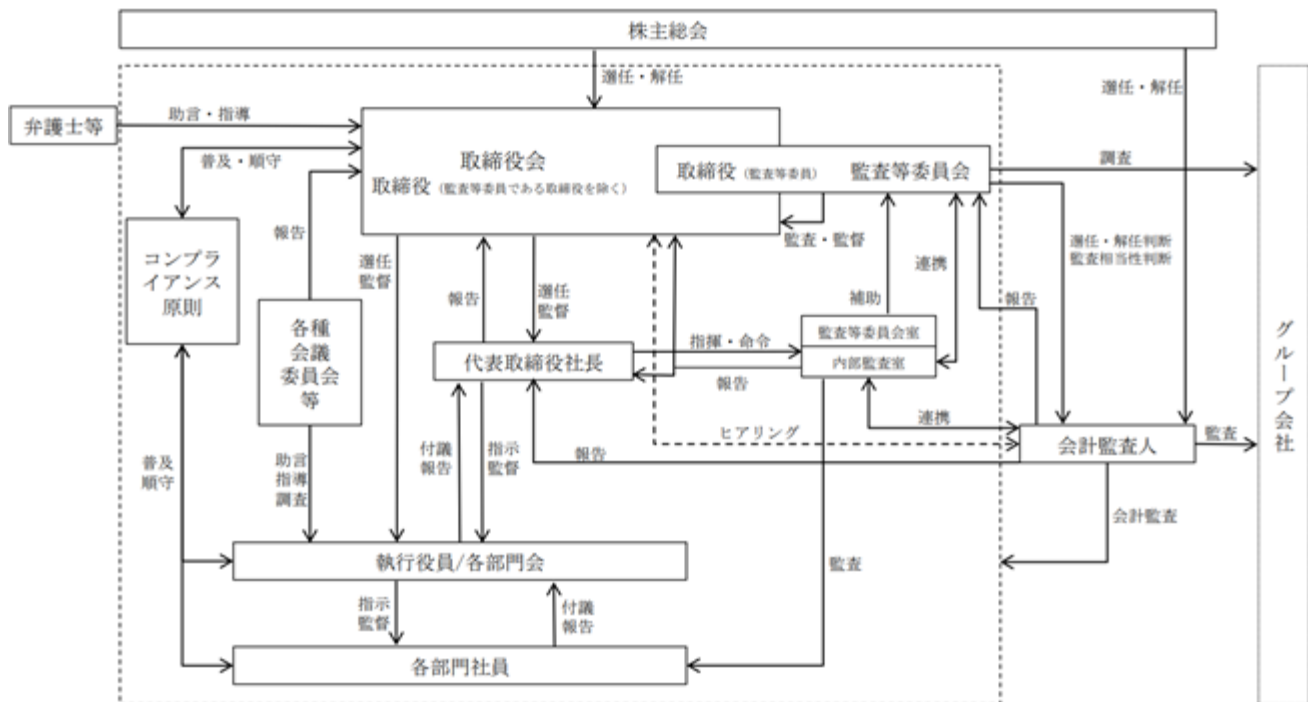 株主総会
選任・解任
選任・解任
弁護士等
助言・指導
普及・順守
取締役会
取締役（監査等委員である取締役を除く）
取締役（監査等委員）
監査等委員会
調査
監査・監督
報告
コンプラ
イアンス
原則
選任
監督
報告
選任
監督
連携
補助
選任・解任判断
監査相当性判断
報告
各種
会議
委員会
等
代表取締役社長
指揮・命令
報告
監査等委員会室
内部監査室
グループ会社
連携
ヒアリング
報告
会計監査人
監査
普及
順守
助言
指導
調査
付議
報告
指示
監督
会計監査
執行役員/各部門会
監査
指示
監督
付議
報告
各部門社員